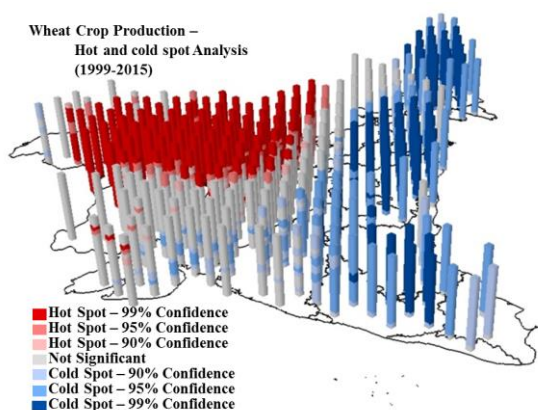 Wheat Crop Production –
Hot and cold spot Analysis
(1999-2015)
Hot Spot – 99% Confidence
Hot Spot – 95% Confidence
Hot Spot – 90% Confidence
Not Significant
Cold Spot – 90% Confidence
Cold Spot – 95% Confidence
Cold Spot – 99% Confidence